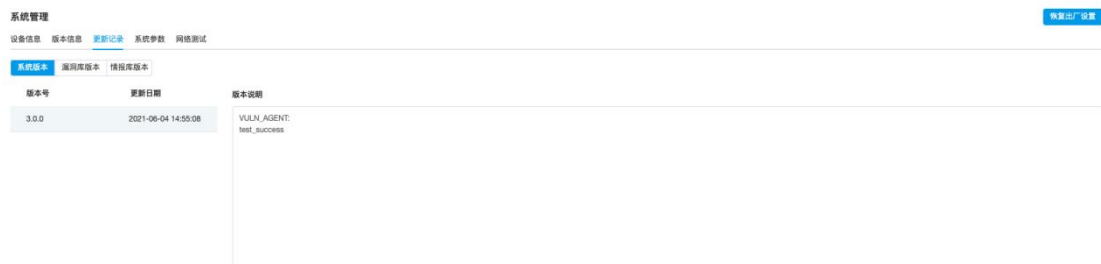 系统管理
恢复出厂设置
设备信息 版本信息 更新记录 系统参数 网络测试
系统版本 漏洞库版本 情报库版本
版本号 更新日期 版本说明
3.0.0 2021-06-04 14:55:08 VULN_AGENT:
test_success